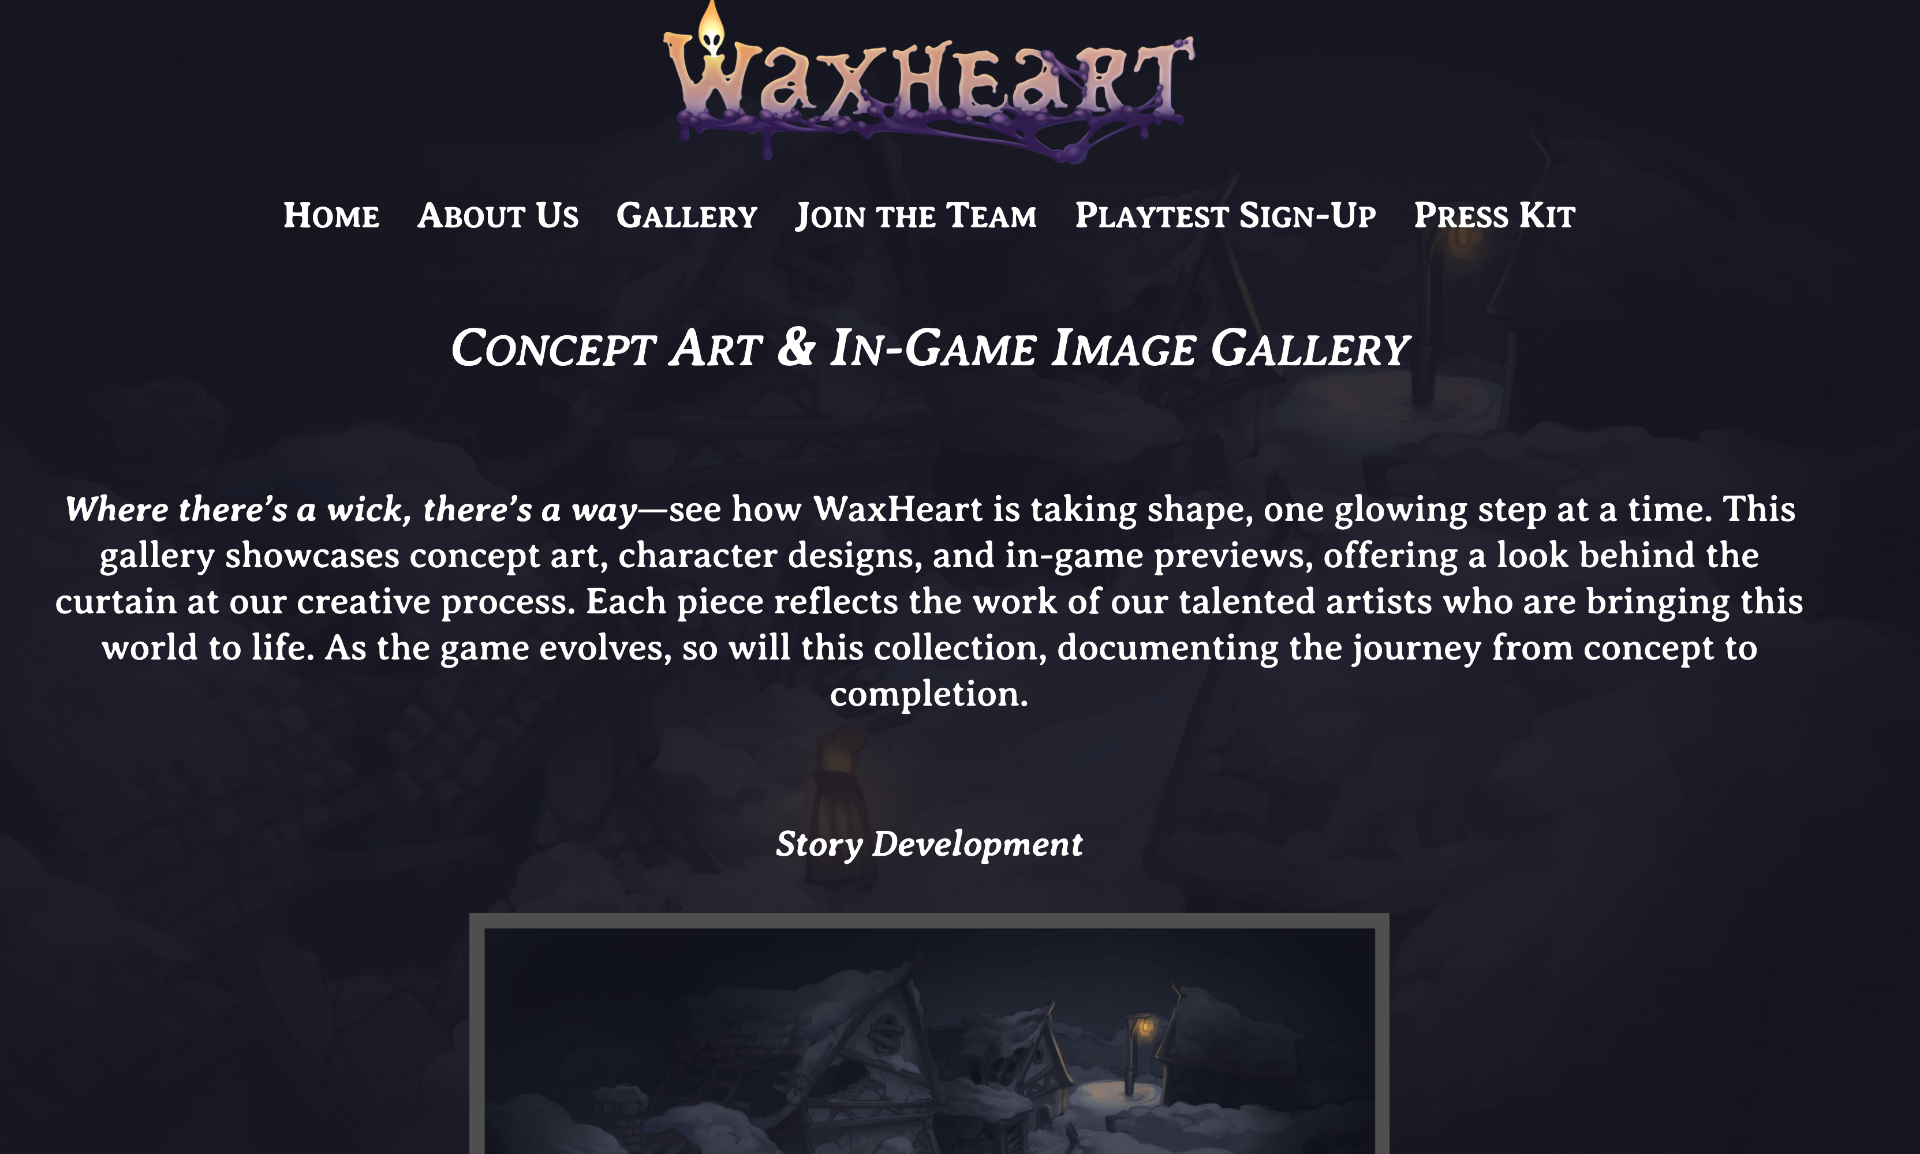 WaxHeart
Home About Us Gallery Join the Team Playtest Sign-Up Press Kit
Concept Art & In-Game Image Gallery
Where there’s a wick, there’s a way—see how WaxHeart is taking shape, one glowing step at a time. This
gallery showcases concept art, character designs, and in-game previews, offering a look behind the
curtain at our creative process. Each piece reflects the work of our talented artists who are bringing this
world to life. As the game evolves, so will this collection, documenting the journey from concept to
completion.
Story Development